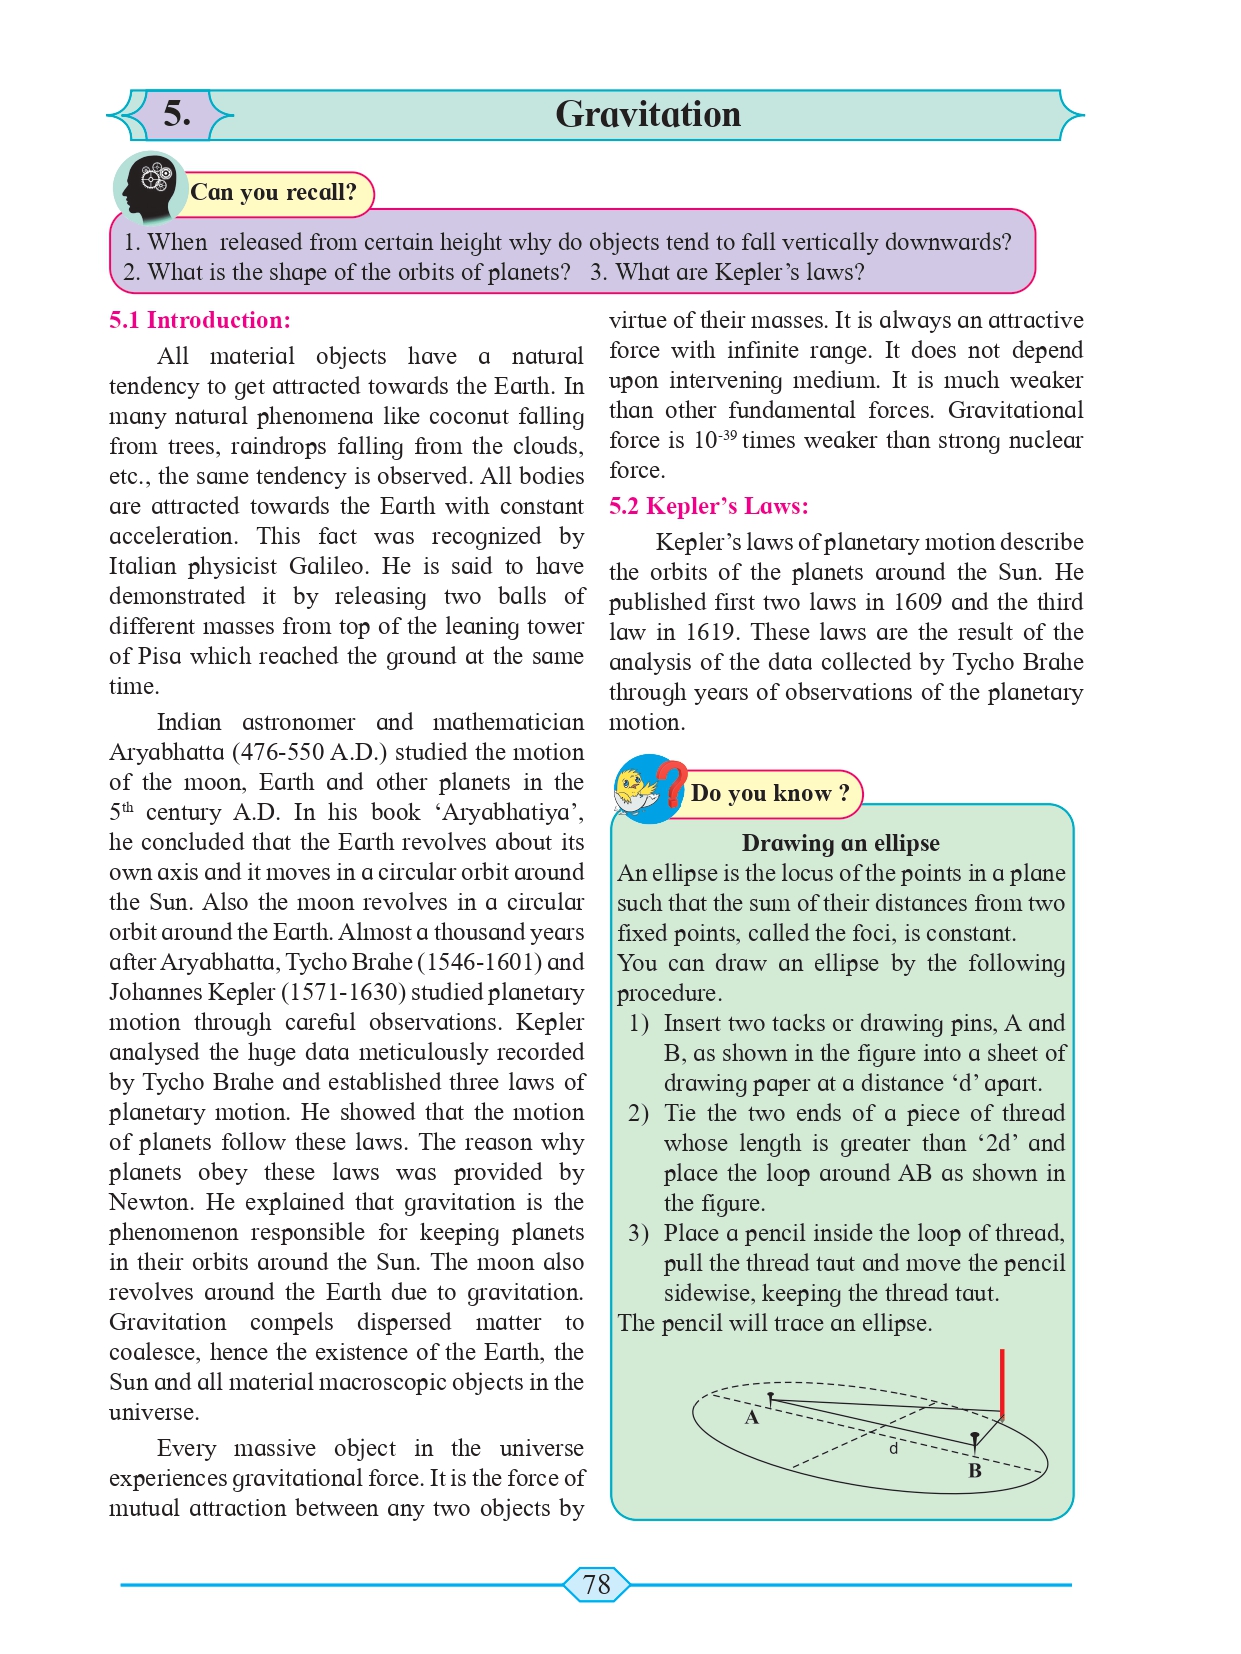 5.
Gravitation
Can you recall?
1. When released from certain height why do objects tend to fall vertically downwards?
2. What is the shape of the orbits of planets? 3. What are Kepler’s laws?
5.1 Introduction:
All material objects have a natural
tendency to get attracted towards the Earth. In
many natural phenomena like coconut falling
from trees, raindrops falling from the clouds,
etc., the same tendency is observed. All bodies
are attracted towards the Earth with constant
acceleration. This fact was recognized by
Italian physicist Galileo. He is said to have
demonstrated it by releasing two balls of
different masses from top of the leaning tower
of Pisa which reached the ground at the same
time.
Indian astronomer and mathematician
Aryabhatta (476-550 A.D.) studied the motion
of the moon, Earth and other planets in the
5th century A.D. In his book ‘Aryabhatiya’,
he concluded that the Earth revolves about its
own axis and it moves in a circular orbit around
the Sun. Also the moon revolves in a circular
orbit around the Earth. Almost a thousand years
after Aryabhatta, Tycho Brahe (1546-1601) and
Johannes Kepler (1571-1630) studied planetary
motion through careful observations. Kepler
analysed the huge data meticulously recorded
by Tycho Brahe and established three laws of
planetary motion. He showed that the motion
of planets follow these laws. The reason why
planets obey these laws was provided by
Newton. He explained that gravitation is the
phenomenon responsible for keeping planets
in their orbits around the Sun. The moon also
revolves around the Earth due to gravitation.
Gravitation compels dispersed matter to
coalesce, hence the existence of the Earth, the
Sun and all material macroscopic objects in the
universe.
Every massive object in the universe
experiences gravitational force. It is the force of
mutual attraction between any two objects by
virtue of their masses. It is always an attractive
force with infinite range. It does not depend
upon intervening medium. It is much weaker
than other fundamental forces. Gravitational
force is 10-39 times weaker than strong nuclear
force.
5.2 Kepler’s Laws:
Kepler’s laws of planetary motion describe
the orbits of the planets around the Sun. He
published first two laws in 1609 and the third
law in 1619. These laws are the result of the
analysis of the data collected by Tycho Brahe
through years of observations of the planetary
motion.
Do you know ?
Drawing an ellipse
An ellipse is the locus of the points in a plane
such that the sum of their distances from two
fixed points, called the foci, is constant.
You can draw an ellipse by the following
procedure.
1) Insert two tacks or drawing pins, A and
B, as shown in the figure into a sheet of
drawing paper at a distance ‘d’ apart.
2) Tie the two ends of a piece of thread
whose length is greater than ‘2d’ and
place the loop around AB as shown in
the figure.
3) Place a pencil inside the loop of thread,
pull the thread taut and move the pencil
sidewise, keeping the thread taut.
The pencil will trace an ellipse.
A
d
B
78